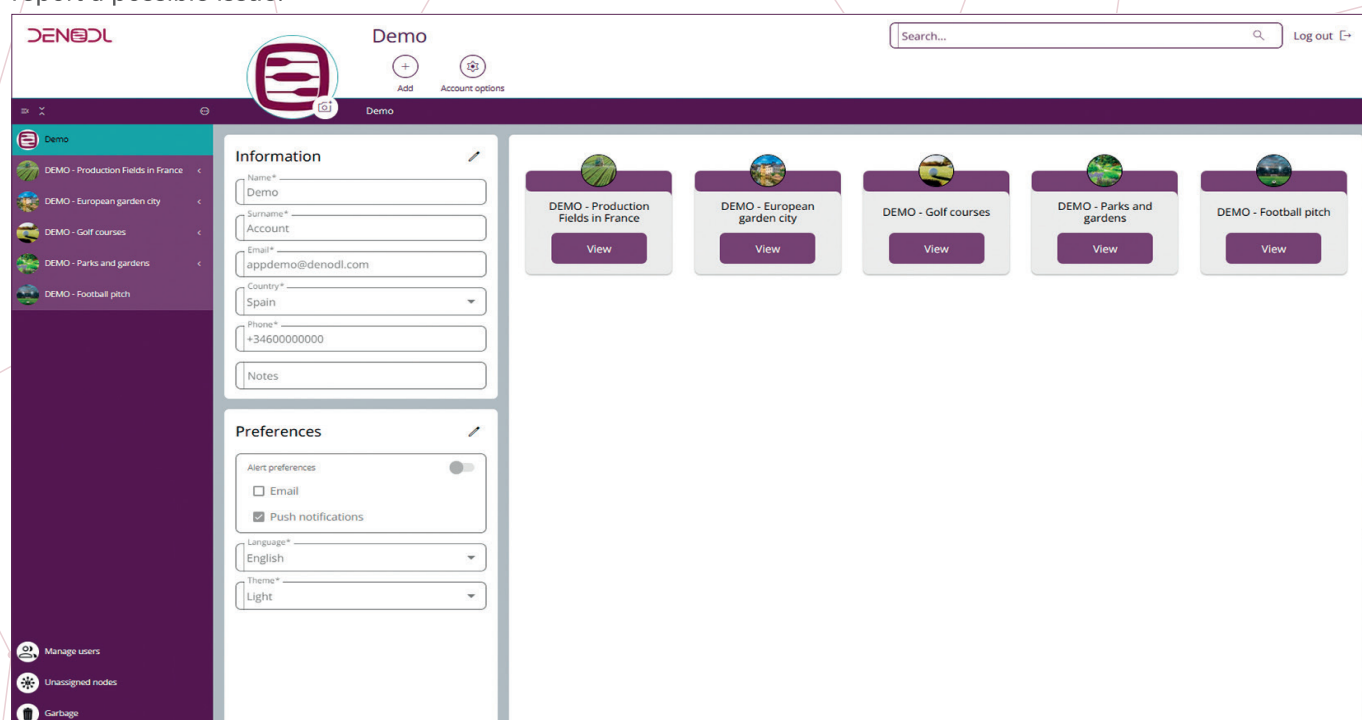 report a possible issue.
DENODL
Demo
Search...
Log out
Add
Account options
Demo
Demo
DEMO - Production Fields in France
DEMO - European garden city
DEMO - Golf courses
DEMO - Parks and gardens
DEMO - Football pitch
Manage users
Unassigned nodes
Garbage
Information
Name*
Demo
Surname*
Account
Email*
appdemo@denodl.com
Country*
Spain
Phone*
+34600000000
Notes
Preferences
Alert preferences
Email
Push notifications
Language*
English
Theme*
Light
DEMO - Production
Fields in France
View
DEMO - European
garden city
View
DEMO - Golf courses
View
DEMO - Parks and
gardens
View
DEMO - Football pitch
View